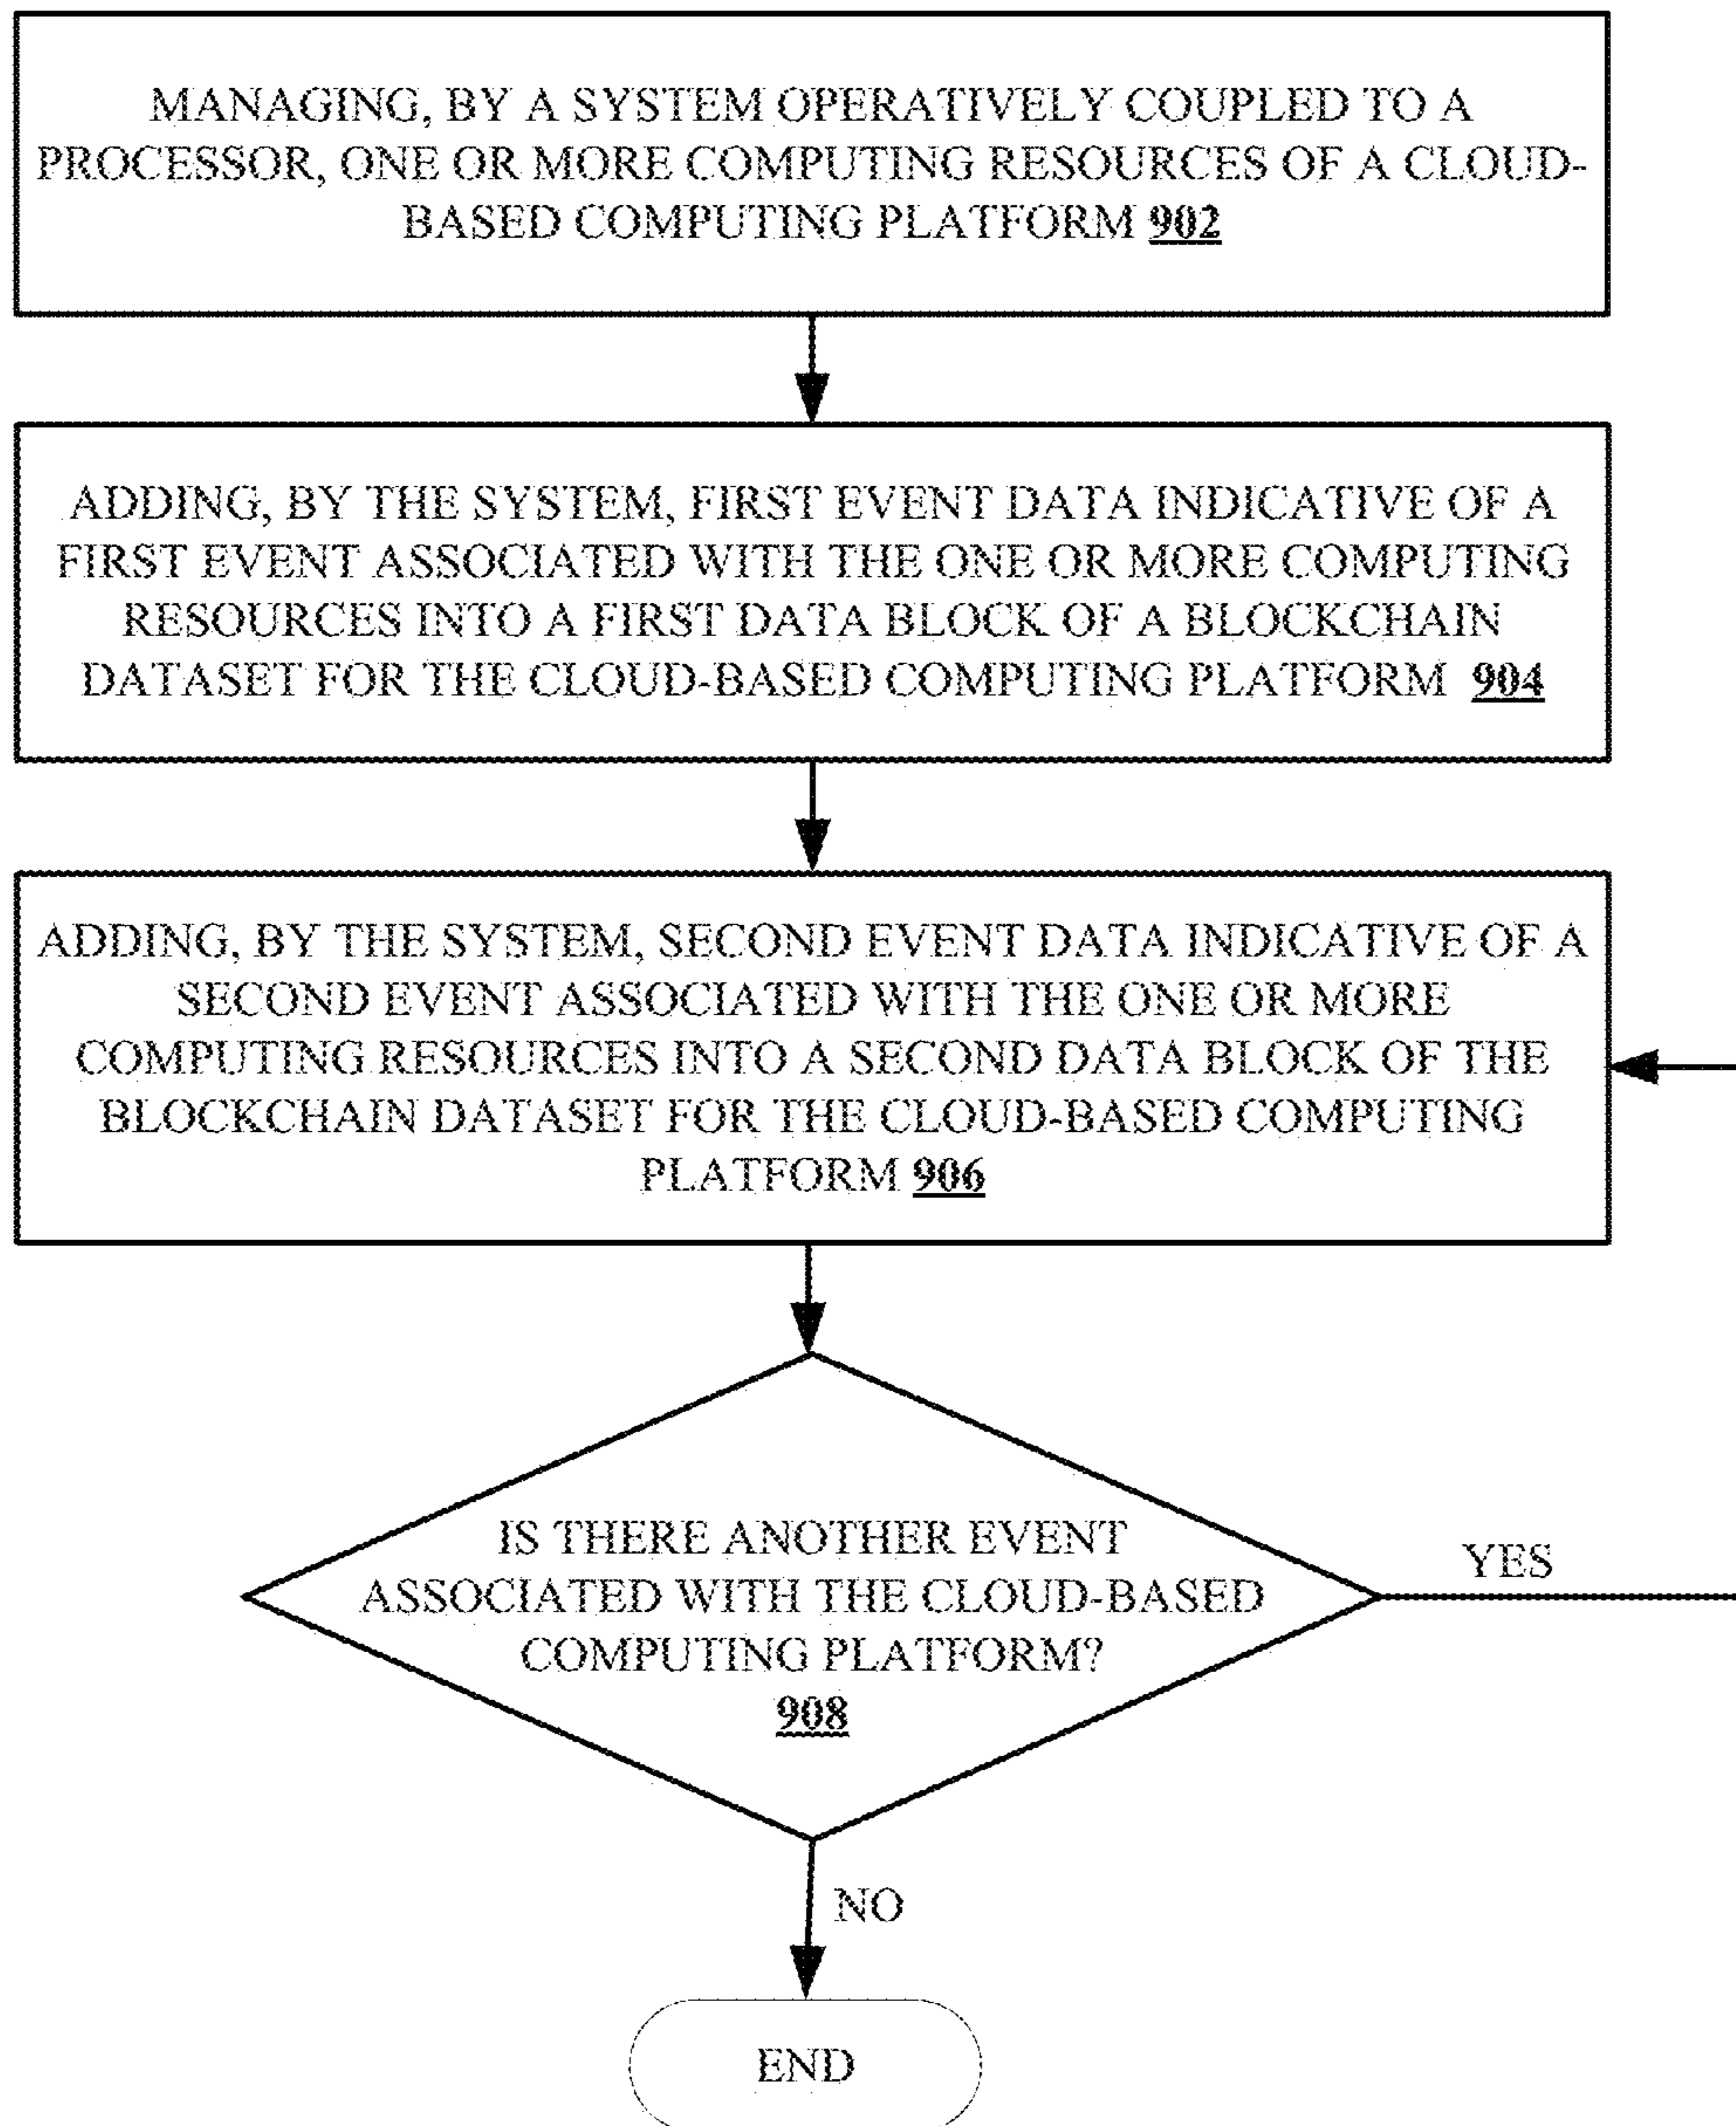 MANAGING, BY A SYSTEM OPERATIVELY COUPLED TO A
PROCESSOR, ONE OR MORE COMPUTING RESOURCES OF A CLOUD-
BASED COMPUTING PLATFORM 902
ADDING, BY THE SYSTEM, FIRST EVENT DATA INDICATIVE OF A
FIRST EVENT ASSOCIATED WITH THE ONE OR MORE COMPUTING
RESOURCES INTO A FIRST DATA BLOCK OF A BLOCKCHAIN
DATASET FOR THE CLOUD-BASED COMPUTING PLATFORM 904
ADDING, BY THE SYSTEM, SECOND EVENT DATA INDICATIVE OF A
SECOND EVENT ASSOCIATED WITH THE ONE OR MORE
COMPUTING RESOURCES INTO A SECOND DATA BLOCK OF THE
BLOCKCHAIN DATASET FOR THE CLOUD-BASED COMPUTING
PLATFORM 906
IS THERE ANOTHER EVENT
ASSOCIATED WITH THE CLOUD-BASED
COMPUTING PLATFORM?
908
YES
NO
END